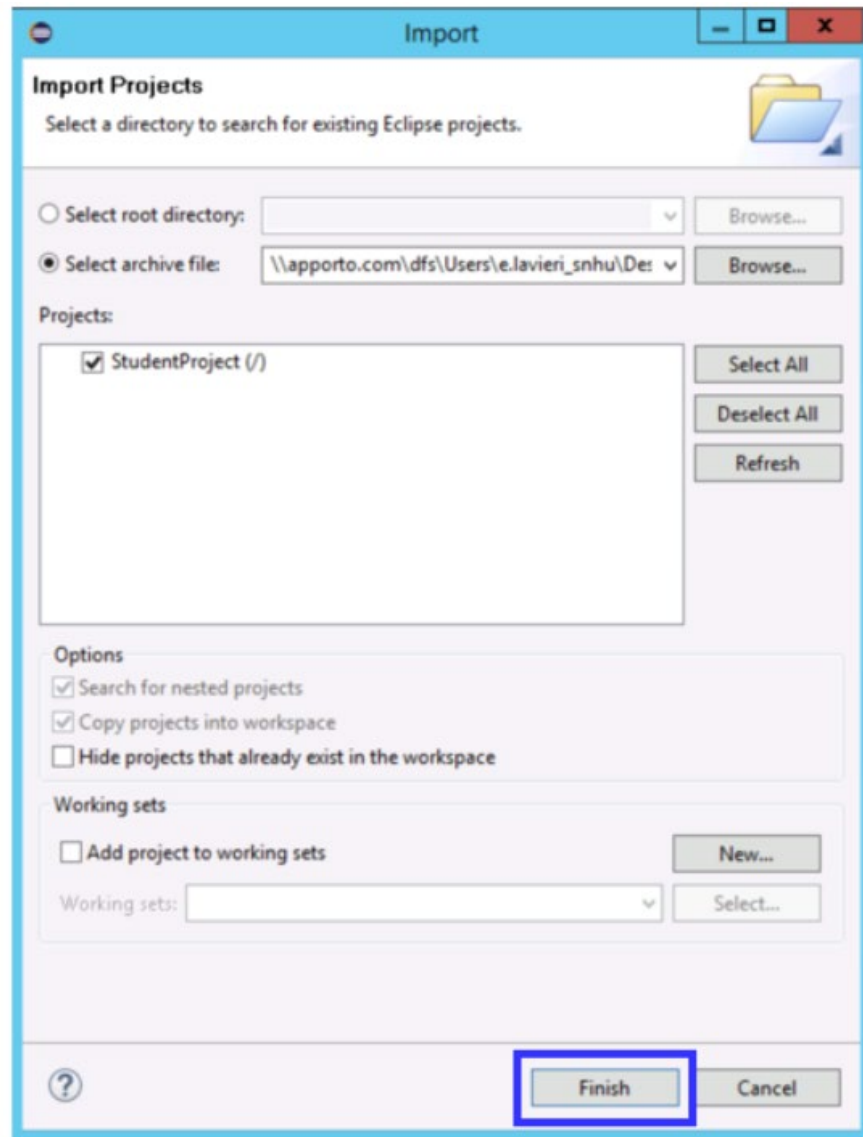 Import
Import Projects
Select a directory to search for existing Eclipse projects.
Select root directory:
Browse...
Select archive file:
\\apporto.com\dfs\Users\e.lavieri_snhu\Des
Browse...
Projects:
StudentProject (/)
Select All
Deselect All
Refresh
Options
Search for nested projects
Copy projects into workspace
Hide projects that already exist in the workspace
Working sets
Add project to working sets
New...
Working sets:
Select...
?
Finish
Cancel